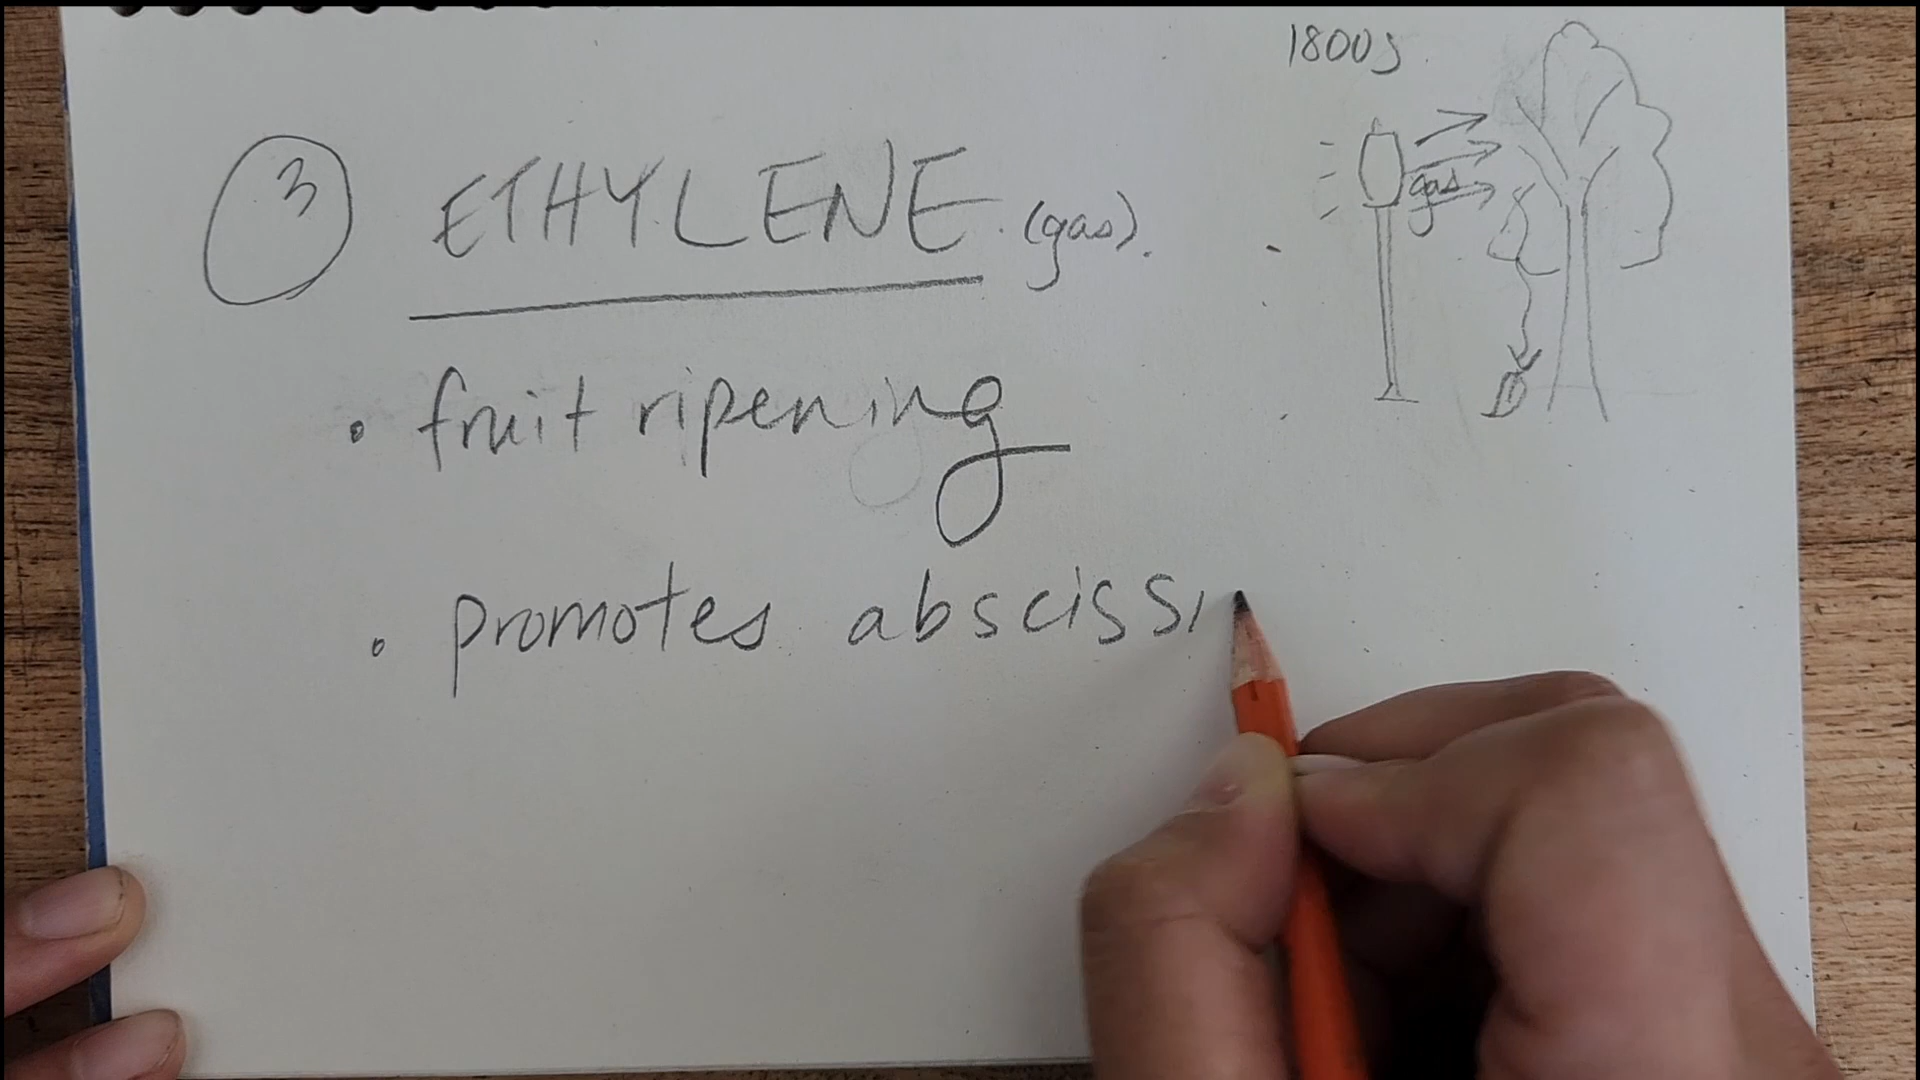 1800s
gas
3 ETHYLENE (gas).
• fruit ripening
• promotes abscissi